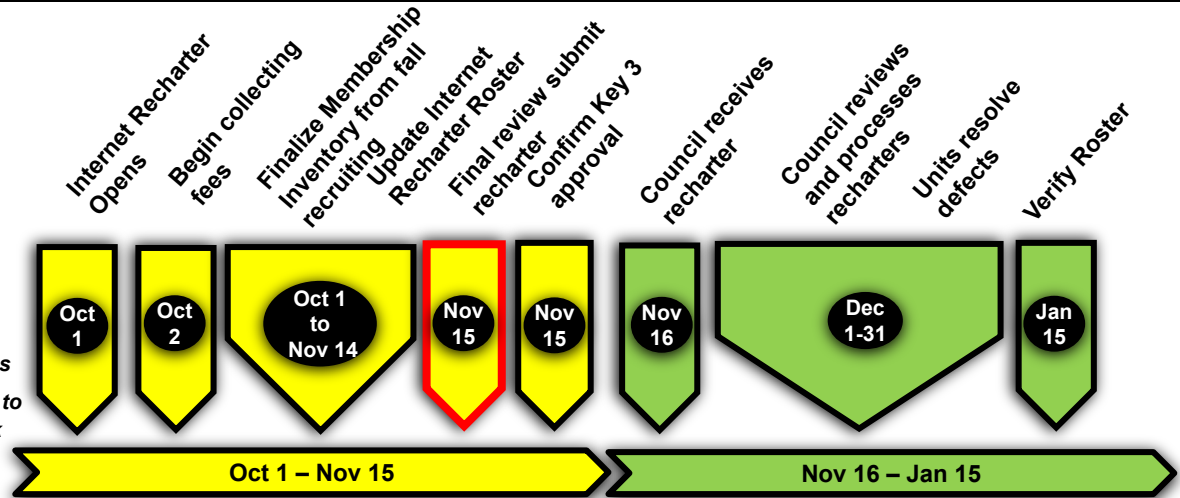 Internet Recharter
Opens
Begin collecting
fees
Finalize Membership
Inventory from fall
recruiting
Update Internet
Recharter Roster
Final review submit
recharter
Confirm Key 3
approval
Council receives
recharter
Council reviews
and processes
recharters
Units resolve
defects
Verify Roster
Oct
1
Oct
2
Oct 1
to
Nov 14
Nov
15
Nov
15
Nov
16
Dec
1-31
Jan
15
to
Oct 1 – Nov 15
Nov 16 – Jan 15